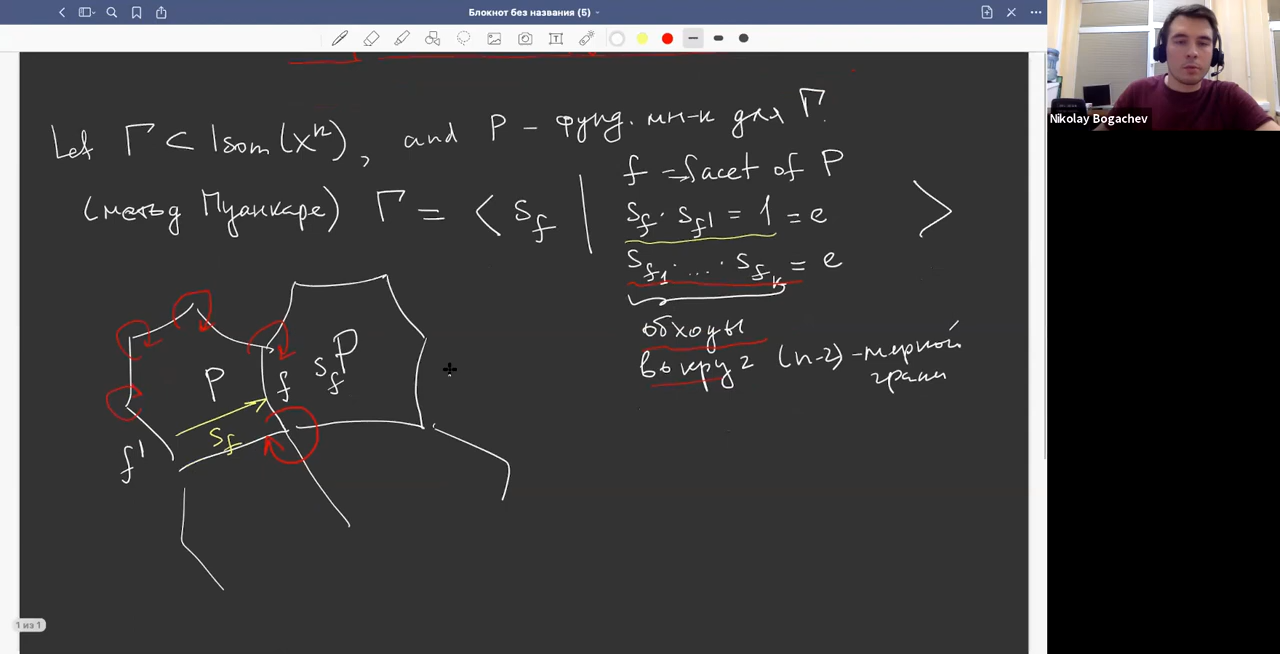 Блокнот без названия (5)
Nikolay Bogachev
Let Γ ⊂ Isom(Xⁿ), and P – фунд. мн-к для Γ.
(метод Пуанкаре) Γ = ⟨ s_f | f – facet of P
s_f · s_f' = 1 = e
s_f₁ · ... · s_fₖ = e ⟩
обходы
вокруг (n-2)-мерной
грани
P
f
s_f P
s_f
f'
1 из 1